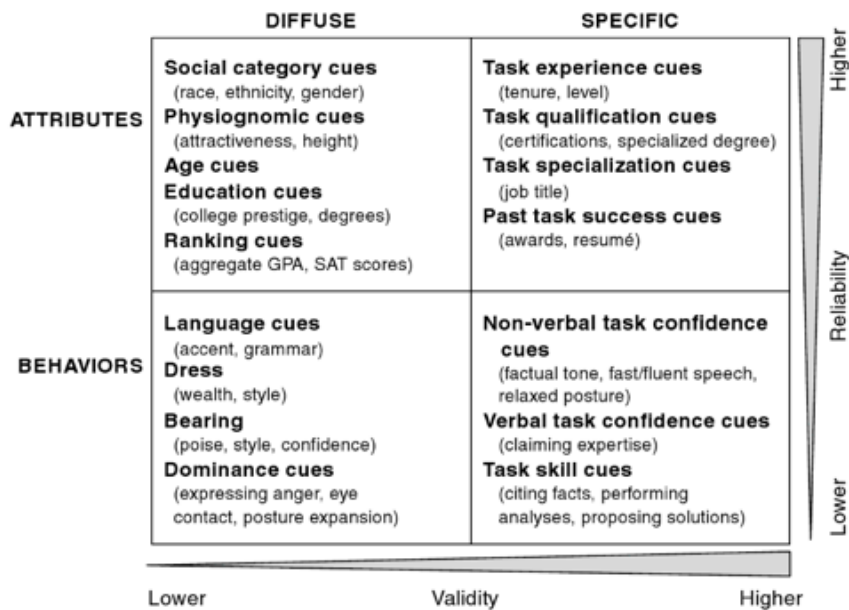 DIFFUSE
SPECIFIC
ATTRIBUTES
Social category cues
(race, ethnicity, gender)
Physiognomic cues
(attractiveness, height)
Age cues
Education cues
(college prestige, degrees)
Ranking cues
(aggregate GPA, SAT scores)
Task experience cues
(tenure, level)
Task qualification cues
(certifications, specialized degree)
Task specialization cues
(job title)
Past task success cues
(awards, resumé)
BEHAVIORS
Language cues
(accent, grammar)
Dress
(wealth, style)
Bearing
(poise, style, confidence)
Dominance cues
(expressing anger, eye
contact, posture expansion)
Non-verbal task confidence
cues
(factual tone, fast/fluent speech,
relaxed posture)
Verbal task confidence cues
(claiming expertise)
Task skill cues
(citing facts, performing
analyses, proposing solutions)
Higher
Reliability
Lower
Lower
Validity
Higher